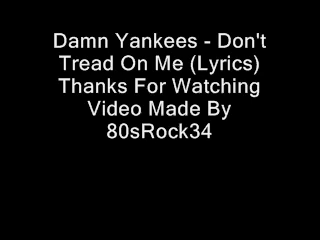 Damn Yankees - Don't
Tread On Me (Lyrics)
Thanks For Watching
Video Made By
80sRock34